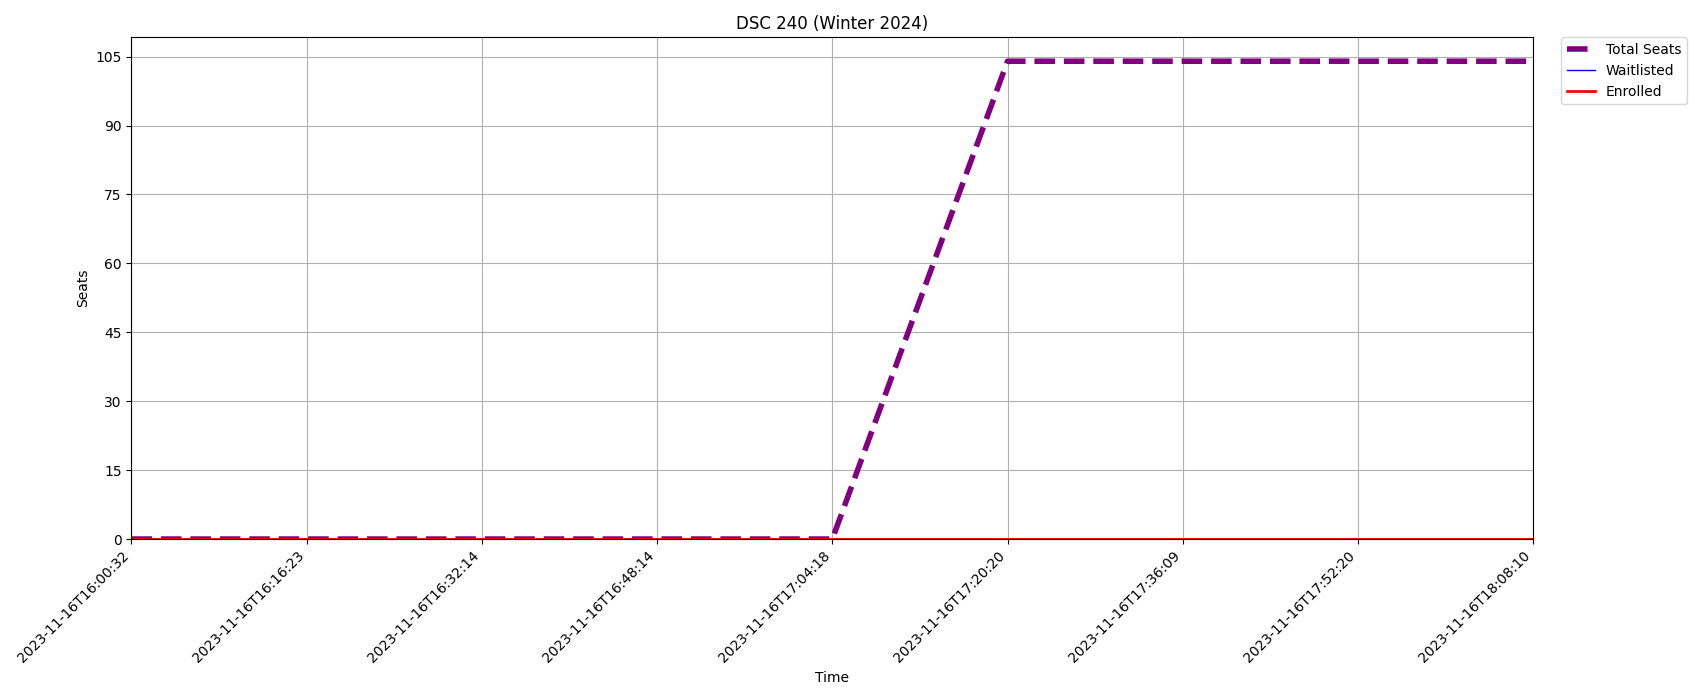 DSC 240 (Winter 2024)
Total Seats
Waitlisted
Enrolled
Seats
105
90
75
60
45
30
15
0
2023-11-16T16:00:32
2023-11-16T16:16:23
2023-11-16T16:32:14
2023-11-16T16:48:14
2023-11-16T17:04:18
2023-11-16T17:20:20
2023-11-16T17:36:09
2023-11-16T17:52:20
2023-11-16T18:08:10
Time